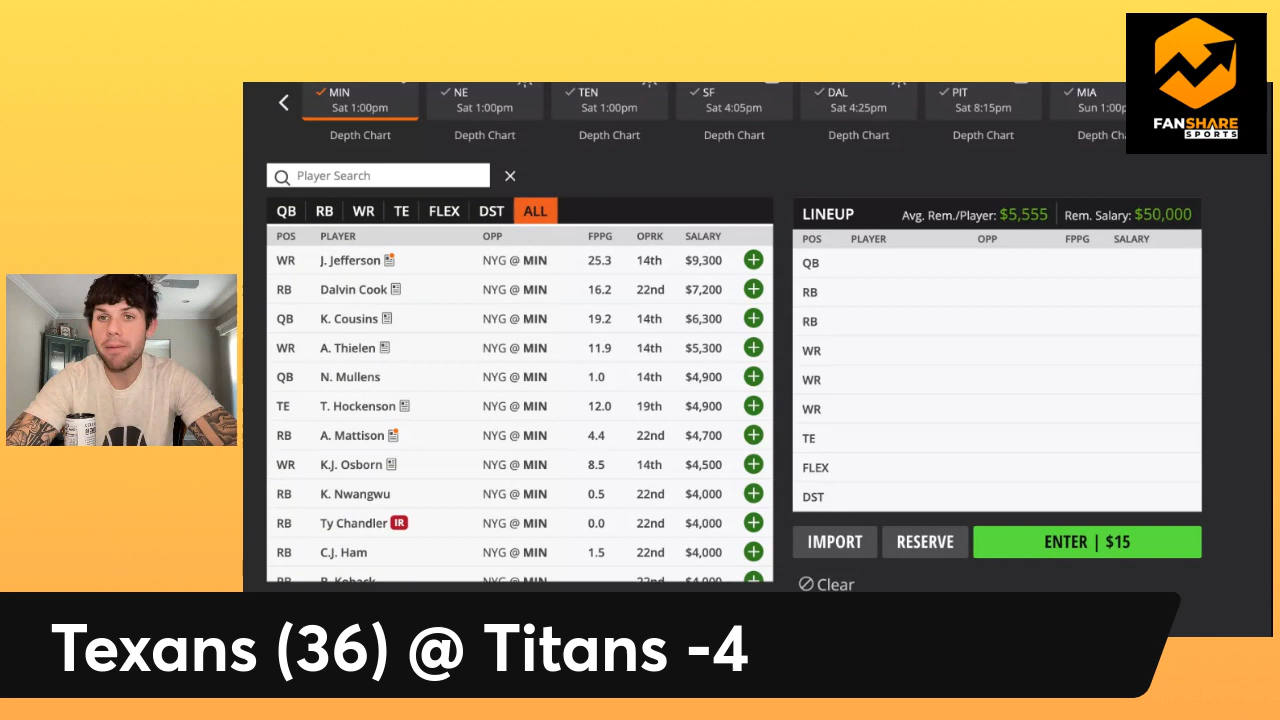 MIN
Sat 1:00pm
NE
Sat 1:00pm
TEN
Sat 1:00pm
SF
Sat 4:05pm
DAL
Sat 4:25pm
PIT
Sat 8:15pm
MIA
Sun 1:00p
Depth Chart
Depth Chart
Depth Chart
Depth Chart
Depth Chart
Depth Chart
Depth Ch
FANSHARE
SPORTS
Player Search
QB RB WR TE FLEX DST ALL
POS PLAYER OPP FPPG OPRK SALARY
WR J. Jefferson NYG @ MIN 25.3 14th $9,300
RB Dalvin Cook NYG @ MIN 16.2 22nd $7,200
QB K. Cousins NYG @ MIN 19.2 14th $6,300
WR A. Thielen NYG @ MIN 11.9 14th $5,300
QB N. Mullens NYG @ MIN 1.0 14th $4,900
TE T. Hockenson NYG @ MIN 12.0 19th $4,900
RB A. Mattison NYG @ MIN 4.4 22nd $4,700
WR K.J. Osborn NYG @ MIN 8.5 14th $4,500
RB K. Nwangwu NYG @ MIN 0.5 22nd $4,000
RB Ty Chandler IR NYG @ MIN 0.0 22nd $4,000
RB C.J. Ham NYG @ MIN 1.5 22nd $4,000
LINEUP Avg. Rem./Player: $5,555 Rem. Salary: $50,000
POS PLAYER OPP FPPG SALARY
QB
RB
RB
WR
WR
WR
TE
FLEX
DST
IMPORT RESERVE ENTER | $15
Clear
Texans (36) @ Titans -4